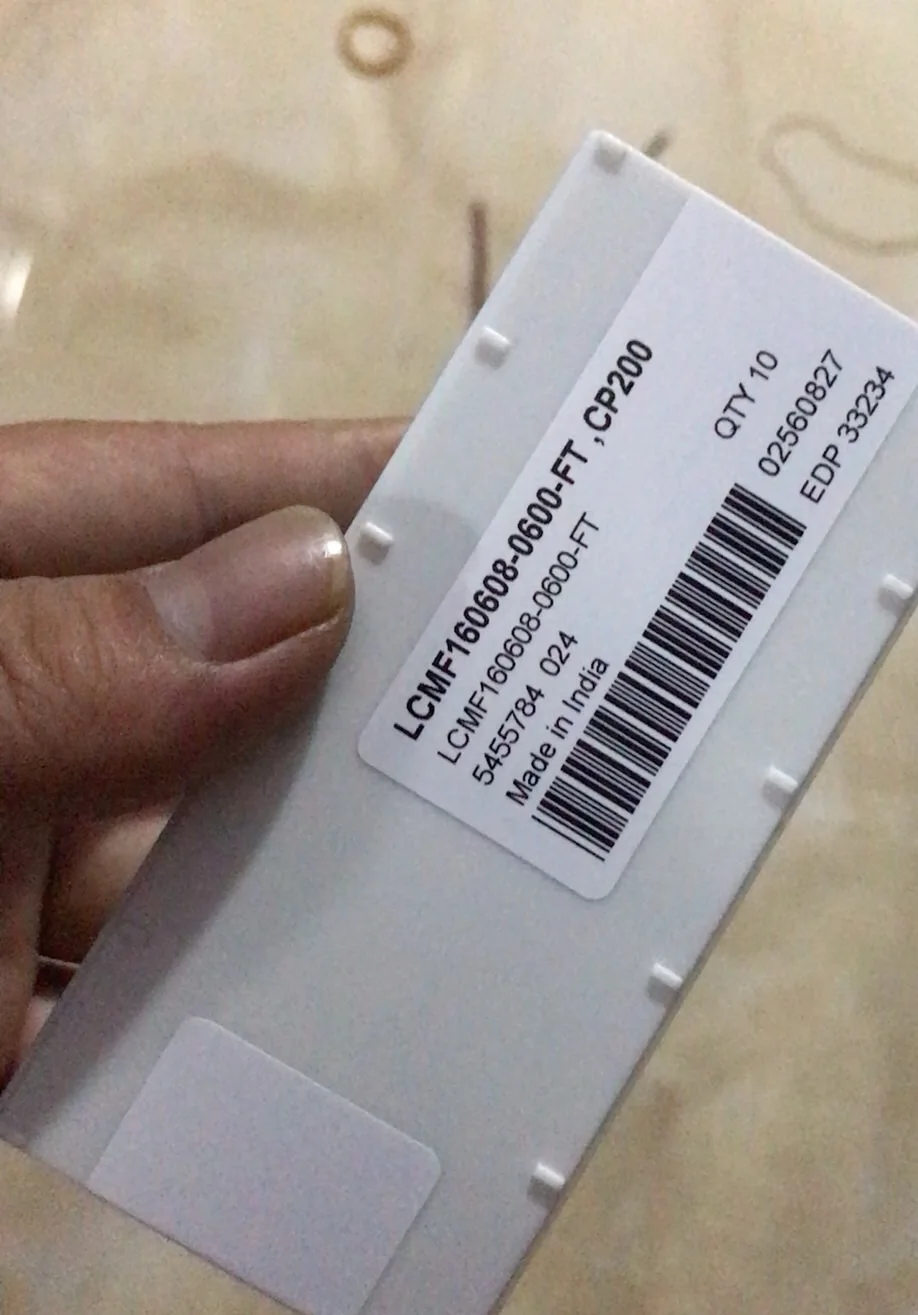 LCMF160608-0600-FT ,CP200
LCMF160608-0600-FT
5455784 024
QTY 10
Made in India
02560827
EDP 33234